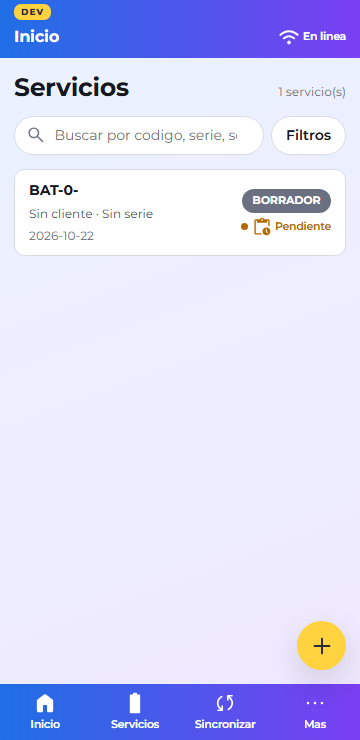 DEV
Inicio
En linea
Servicios
1 servicio(s)
Buscar por codigo, serie, s
Filtros
BAT-0-
BORRADOR
Sin cliente · Sin serie
Pendiente
2026-10-22
Inicio
Servicios
Sincronizar
Mas